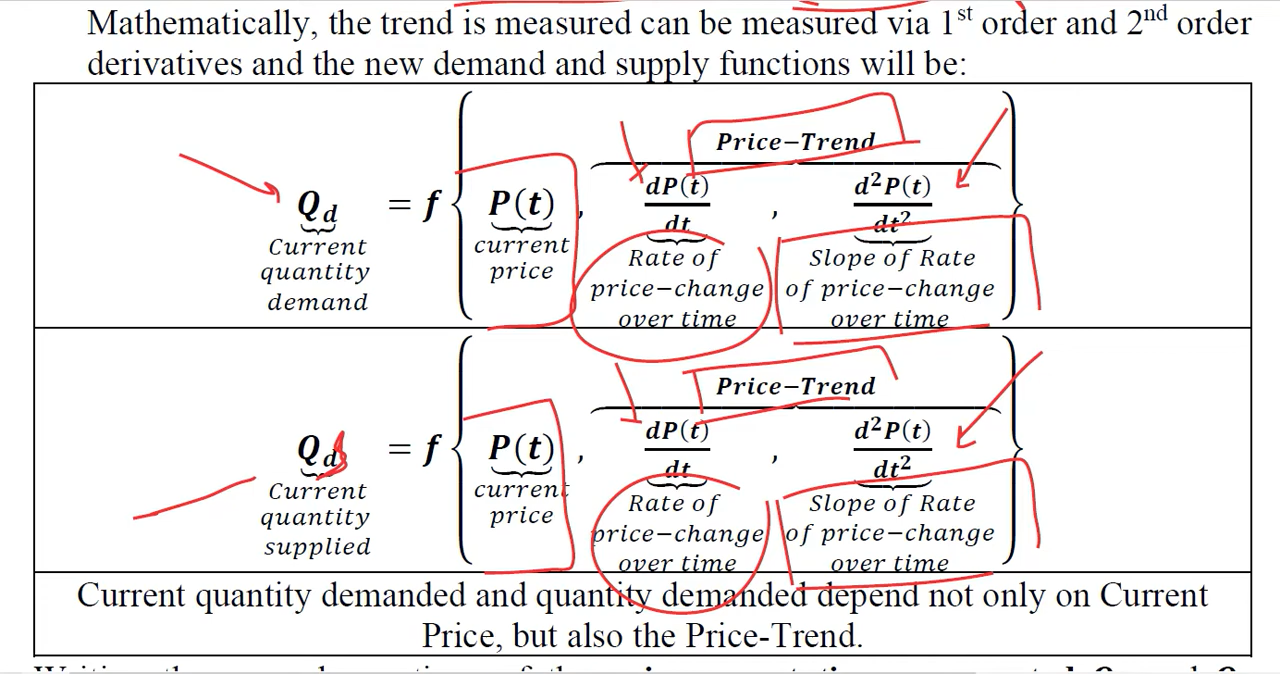 Mathematically, the trend is measured can be measured via 1st order and 2nd order
derivatives and the new demand and supply functions will be:
Price−Trend
Q_d = f { P(t), dP(t)/dt, d²P(t)/dt² }
Current quantity demand
current price
Rate of price−change over time
Slope of Rate of price−change over time
Price−Trend
Q_d s = f { P(t), dP(t)/dt, d²P(t)/dt² }
Current quantity supplied
current price
Rate of price−change over time
Slope of Rate of price−change over time
Current quantity demanded and quantity demanded depend not only on Current
Price, but also the Price-Trend.